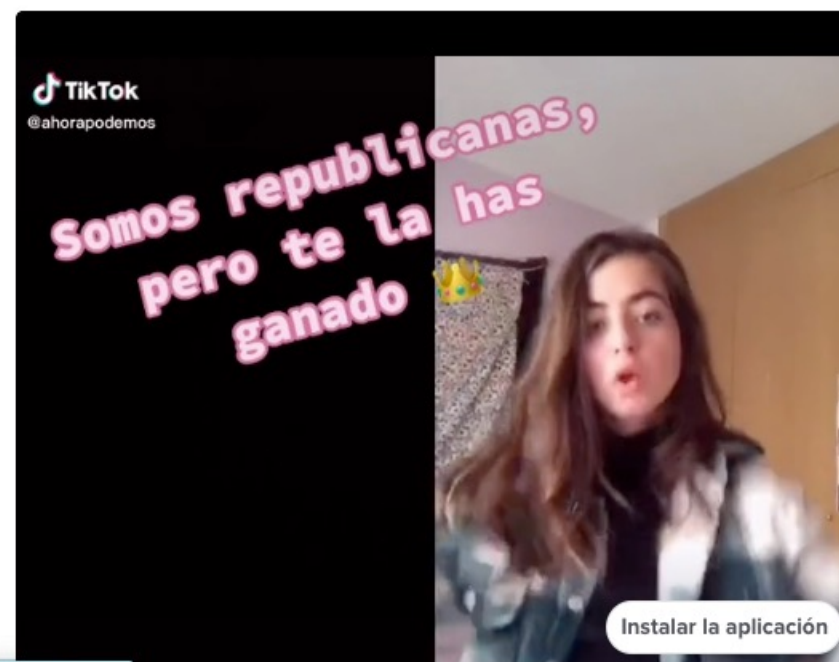 TikTok
@ahorapodemos
Somos republicanas,
pero te la has
ganado 👑
Instalar la aplicación